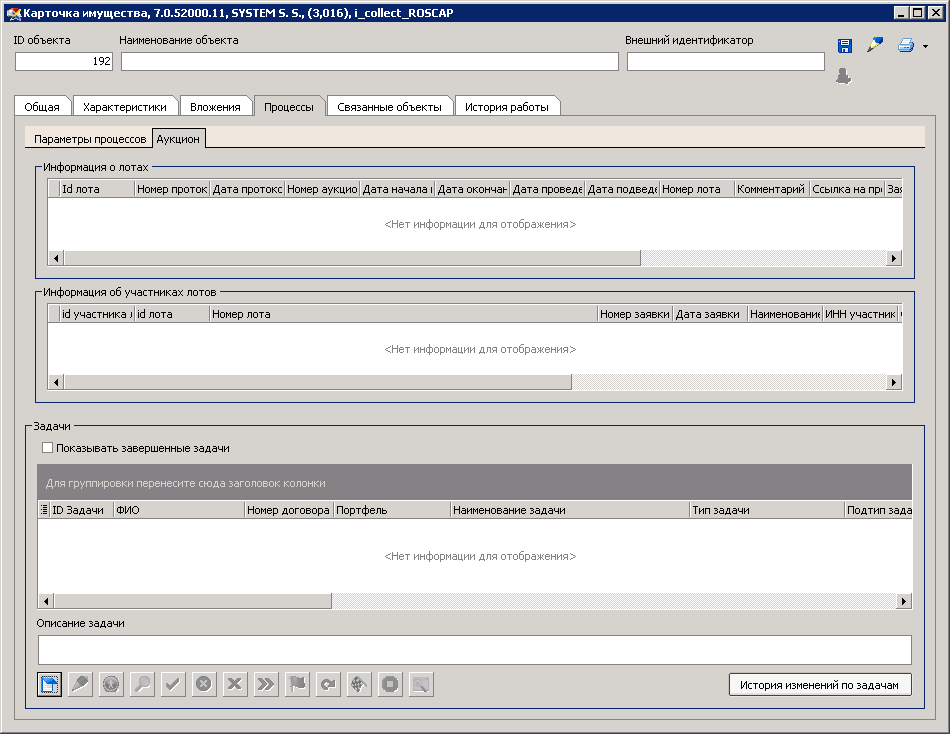 Карточка имущества, 7.0.52000.11, SYSTEM S. S., (3,016), i_collect_ROSCAP
ID объекта Наименование объекта Внешний идентификатор
192
Общая Характеристики Вложения Процессы Связанные объекты История работы
Параметры процессов Аукцион
Информация о лотах
Id лота Номер проток Дата протокс Номер аукцио Дата начала Дата окончан Дата проведе Дата подведе Номер лота Комментарий Ссылка на пр Зая
<Нет информации для отображения>
Информация об участниках лотов
id участника л id лота Номер лота Номер заявки Дата заявки Наименование ИНН участник
<Нет информации для отображения>
Задачи
Показывать завершенные задачи
Для группировки перенесите сюда заголовок колонки
ID Задачи ФИО Номер договора Портфель Наименование задачи Тип задачи Подтип зада
<Нет информации для отображения>
Описание задачи
История изменений по задачам